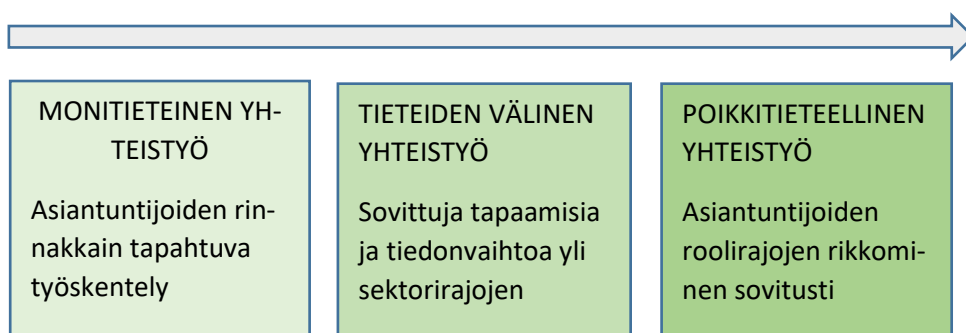 MONITIETEINEN YH-
TEISTYÖ
Asiantuntijoiden rin-
nakkain tapahtuva
työskentely
TIETEIDEN VÄLINEN
YHTEISTYÖ
Sovittuja tapaamisia
ja tiedonvaihtoa yli
sektorirajojen
POIKKITIETEELLINEN
YHTEISTYÖ
Asiantuntijoiden
roolirajojen rikkomi-
nen sovitusti